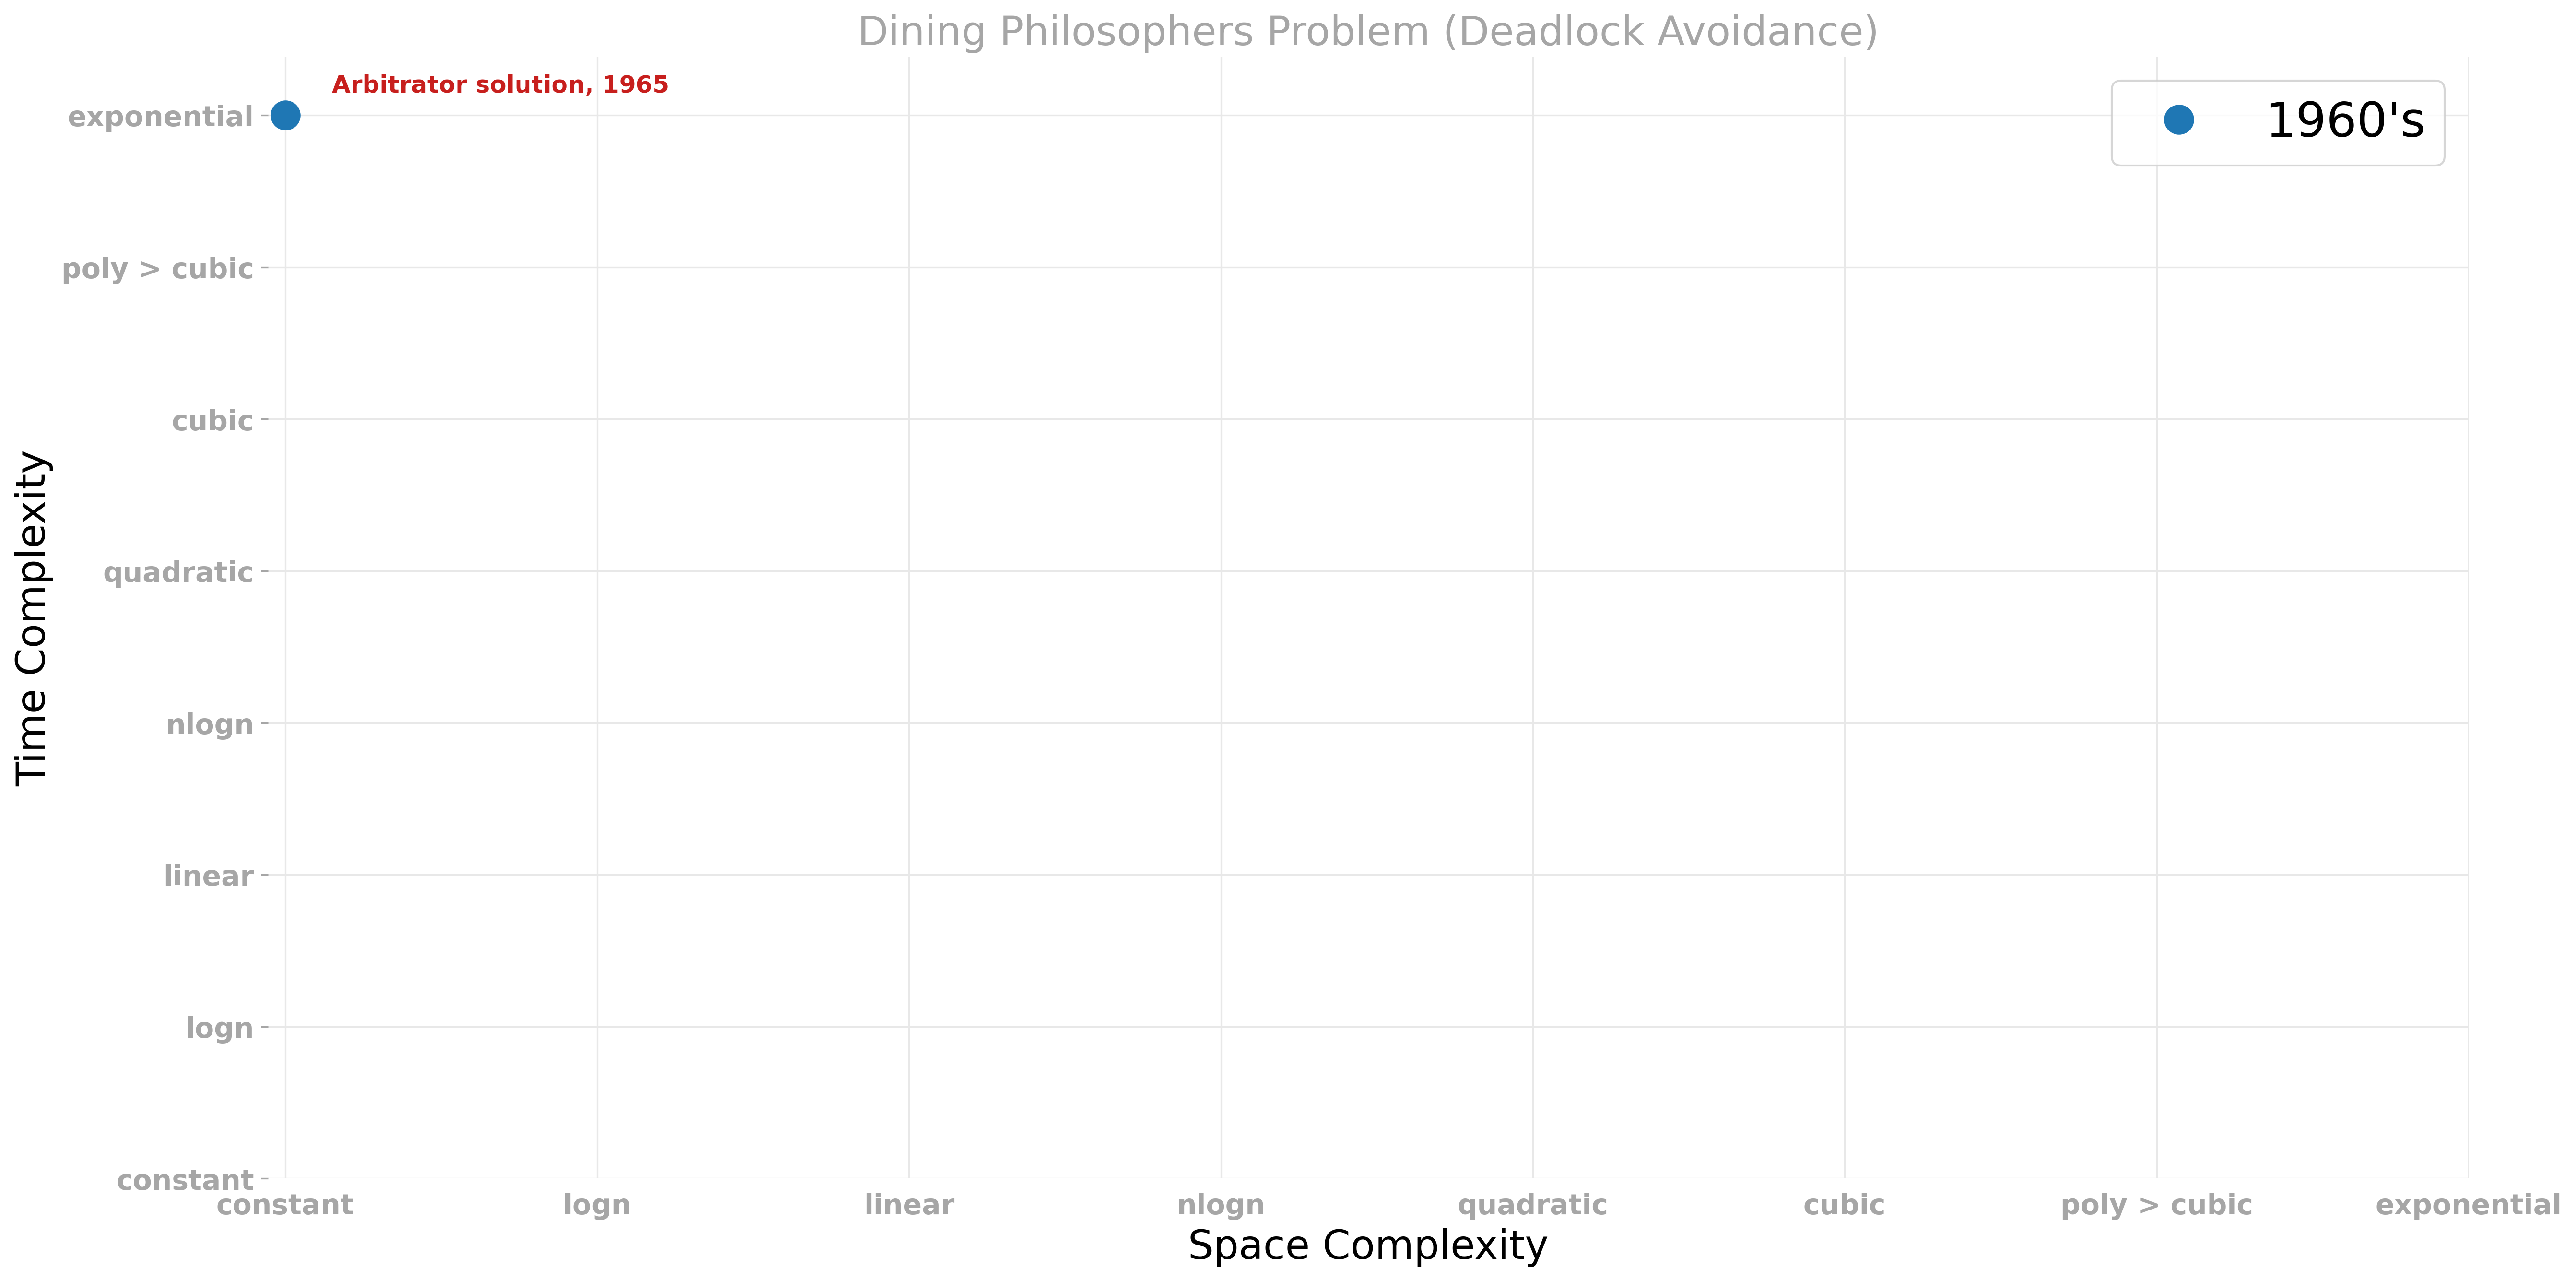 Dining Philosophers Problem (Deadlock Avoidance)
Arbitrator solution, 1965
1960's
Time Complexity
exponential
poly > cubic
cubic
quadratic
nlogn
linear
logn
constant
constant
logn
linear
nlogn
quadratic
cubic
poly > cubic
exponential
Space Complexity